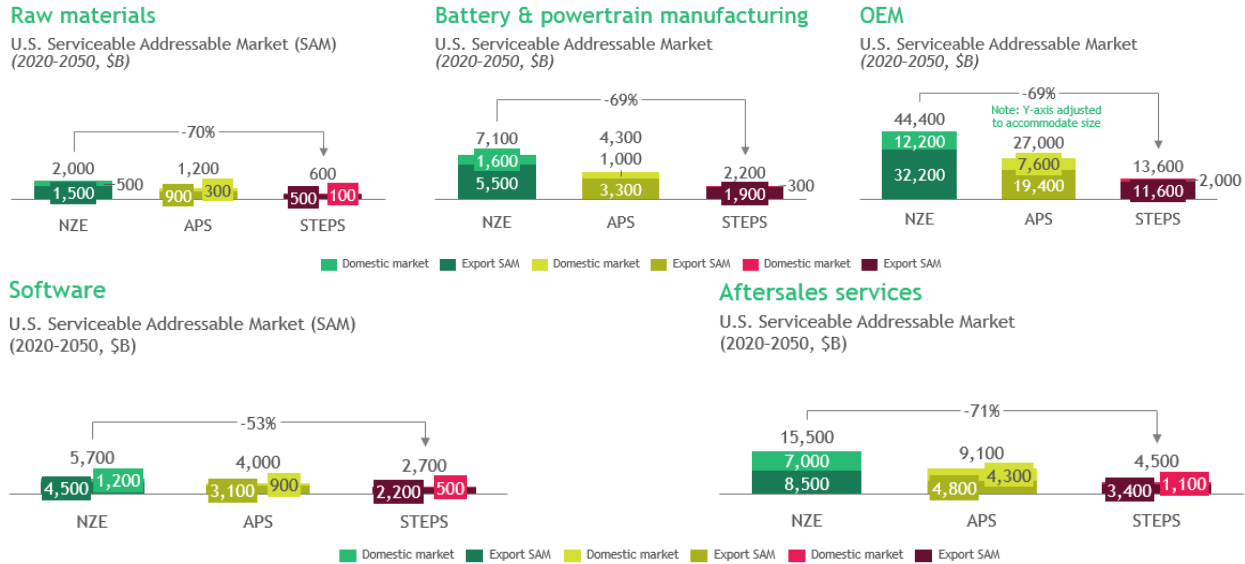 Raw materials
U.S. Serviceable Addressable Market (SAM)
(2020-2050, $B)
-70%
2,000
500
1,500
1,200
900
300
600
500
100
NZE
APS
STEPS
Battery & powertrain manufacturing
U.S. Serviceable Addressable Market
(2020-2050, $B)
-69%
7,100
1,600
5,500
4,300
1,000
3,300
2,200
300
1,900
NZE
APS
STEPS
OEM
U.S. Serviceable Addressable Market
(2020-2050, $B)
-69%
Note: Y-axis adjusted
to accommodate size
44,400
12,200
32,200
27,000
7,600
19,400
13,600
2,000
11,600
NZE
APS
STEPS
Domestic market Export SAM Domestic market Export SAM Domestic market Export SAM
Software
U.S. Serviceable Addressable Market (SAM)
(2020-2050, $B)
-53%
5,700
4,500
1,200
4,000
3,100
900
2,700
2,200
500
NZE
APS
STEPS
Aftersales services
U.S. Serviceable Addressable Market
(2020-2050, $B)
-71%
15,500
7,000
8,500
9,100
4,800
4,300
4,500
3,400
1,100
NZE
APS
STEPS
Domestic market Export SAM Domestic market Export SAM Domestic market Export SAM